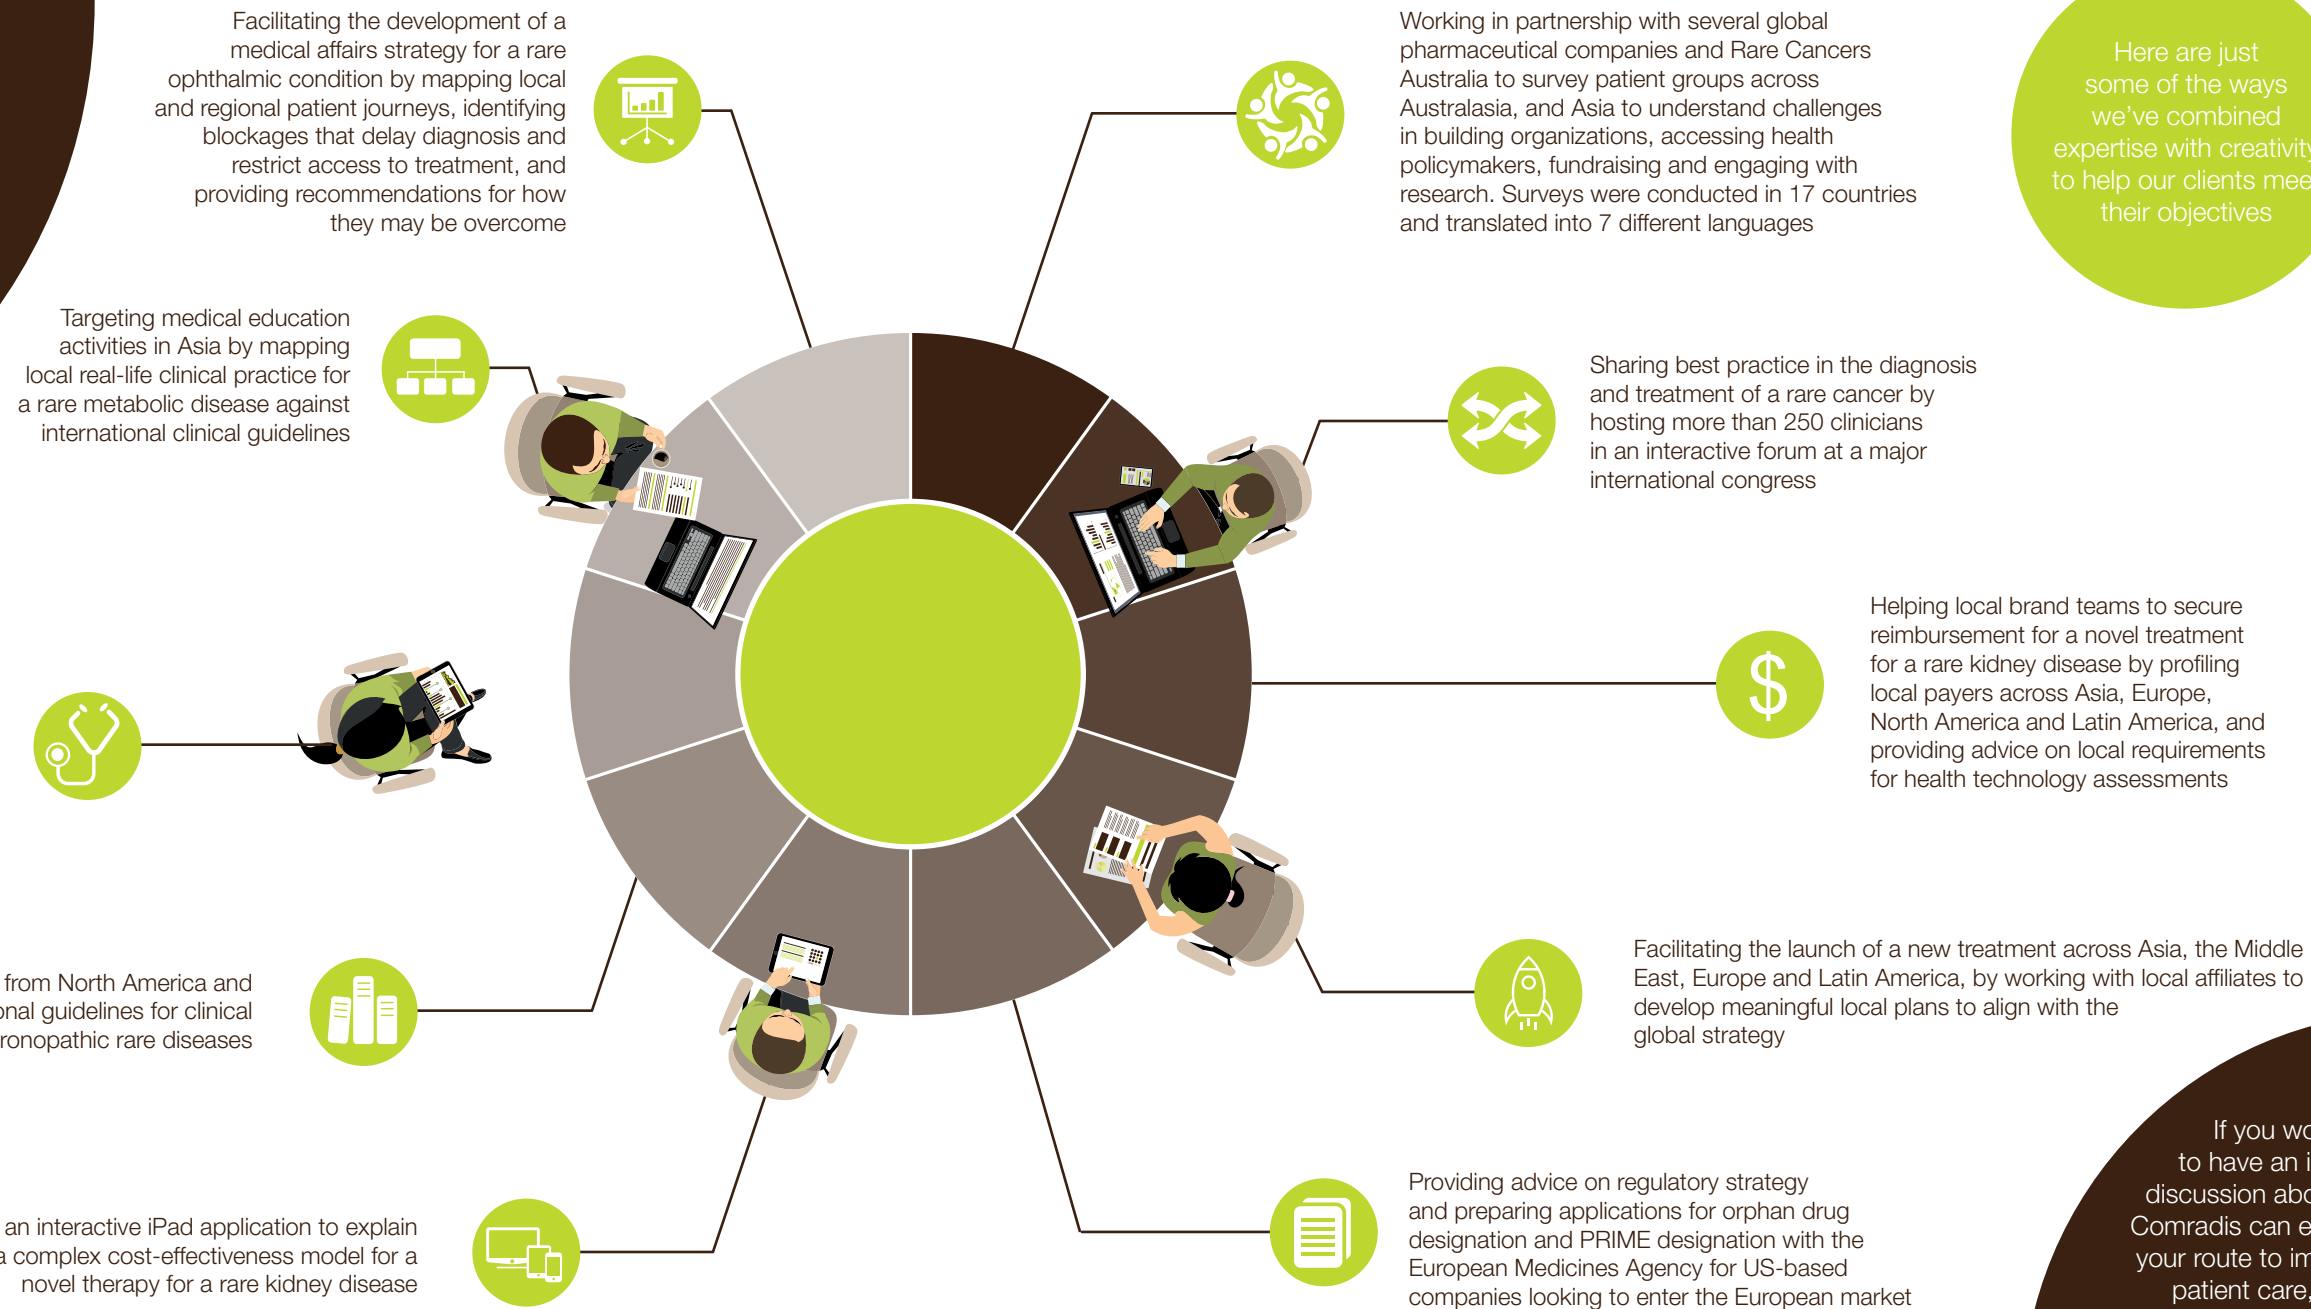 Facilitating the development of a
medical affairs strategy for a rare
ophthalmic condition by mapping local
and regional patient journeys, identifying
blockages that delay diagnosis and
restrict access to treatment, and
providing recommendations for how
they may be overcome
Working in partnership with several global
pharmaceutical companies and Rare Cancers
Australia to survey patient groups across
Australasia, and Asia to understand challenges
in building organizations, accessing health
policymakers, fundraising and engaging with
research. Surveys were conducted in 17 countries
and translated into 7 different languages
Here are just
some of the ways
we've combined
expertise with creativity
to help our clients mee
their objectives
Targeting medical education
activities in Asia by mapping
local real-life clinical practice for
a rare metabolic disease against
international clinical guidelines
Sharing best practice in the diagnosis
and treatment of a rare cancer by
hosting more than 250 clinicians
in an interactive forum at a major
international congress
$
Helping local brand teams to secure
reimbursement for a novel treatment
for a rare kidney disease by profiling
local payers across Asia, Europe,
North America and Latin America, and
providing advice on local requirements
for health technology assessments
from North America and
onal guidelines for clinical
ronopathic rare diseases
Facilitating the launch of a new treatment across Asia, the Middle
East, Europe and Latin America, by working with local affiliates to
develop meaningful local plans to align with the
global strategy
an interactive iPad application to explain
a complex cost-effectiveness model for a
novel therapy for a rare kidney disease
Providing advice on regulatory strategy
and preparing applications for orphan drug
designation and PRIME designation with the
European Medicines Agency for US-based
companies looking to enter the European market
If you wo
to have an i
discussion abo
Comradis can e
your route to im
patient care,